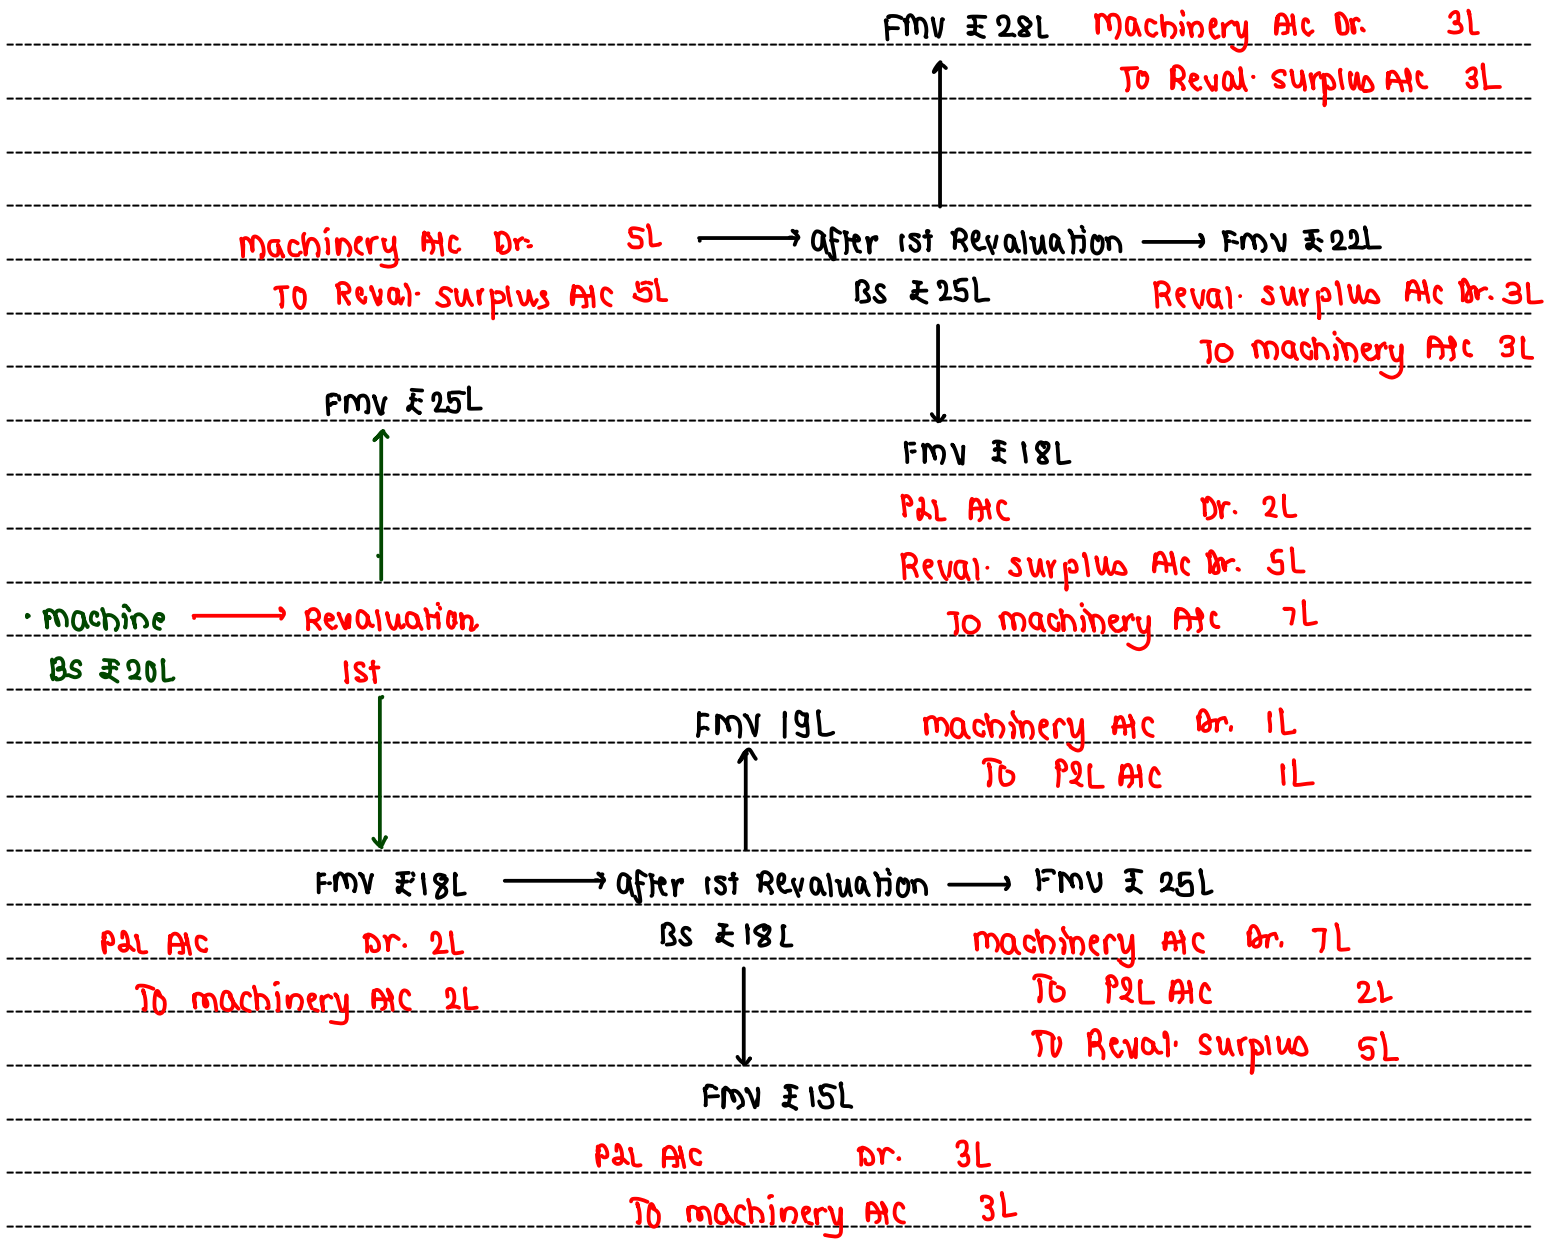 FMV ₹ 28L Machinery A/c Dr. 3L
To Reval. surplus A/c 3L
Machinery A/c Dr. 5L after 1st Revaluation FMV ₹ 22L
To Reval. surplus A/c 5L BS ₹ 25L Reval. surplus A/c Dr. 3L
To machinery A/c 3L
FMV ₹ 25L
FMV ₹ 18L
P&L A/c Dr. 2L
Reval. surplus A/c Dr. 5L
• Machine Revaluation To machinery A/c 7L
BS ₹ 20L 1st
FMV 19L Machinery A/c Dr. 1L
To P&L A/c 1L
FMV ₹ 18L after 1st Revaluation FMV ₹ 25L
P&L A/c Dr. 2L BS ₹ 18L Machinery A/c Dr. 7L
To machinery A/c 2L To P&L A/c 2L
To Reval. surplus 5L
FMV ₹ 15L
P&L A/c Dr. 3L
To machinery A/c 3L